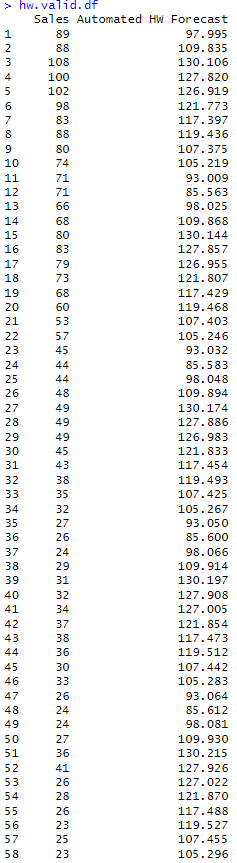 > hw.valid.df
Sales Automated HW Forecast
1 89 97.995
2 88 109.835
3 108 130.106
4 100 127.820
5 102 126.919
6 98 121.773
7 83 117.397
8 88 119.436
9 80 107.375
10 74 105.219
11 71 93.009
12 71 85.563
13 66 98.025
14 68 109.868
15 80 130.144
16 83 127.857
17 79 126.955
18 73 121.807
19 68 117.429
20 60 119.468
21 53 107.403
22 57 105.246
23 45 93.032
24 44 85.583
25 44 98.048
26 48 109.894
27 49 130.174
28 49 127.886
29 49 126.983
30 45 121.833
31 43 117.454
32 38 119.493
33 35 107.425
34 32 105.267
35 27 93.050
36 26 85.600
37 24 98.066
38 29 109.914
39 31 130.197
40 32 127.908
41 34 127.005
42 37 121.854
43 38 117.473
44 36 119.512
45 30 107.442
46 33 105.283
47 26 93.064
48 24 85.612
49 24 98.081
50 27 109.930
51 36 130.215
52 41 127.926
53 26 127.022
54 28 121.870
55 26 117.488
56 23 119.527
57 25 107.455
58 23 105.296